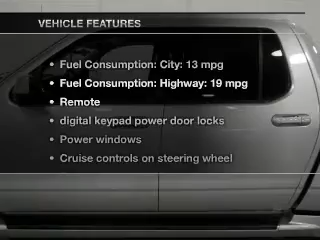 VEHICLE FEATURES
• Fuel Consumption: City: 13 mpg
• Fuel Consumption: Highway: 19 mpg
• Remote
• digital keypad power door locks
• Power windows
• Cruise controls on steering wheel